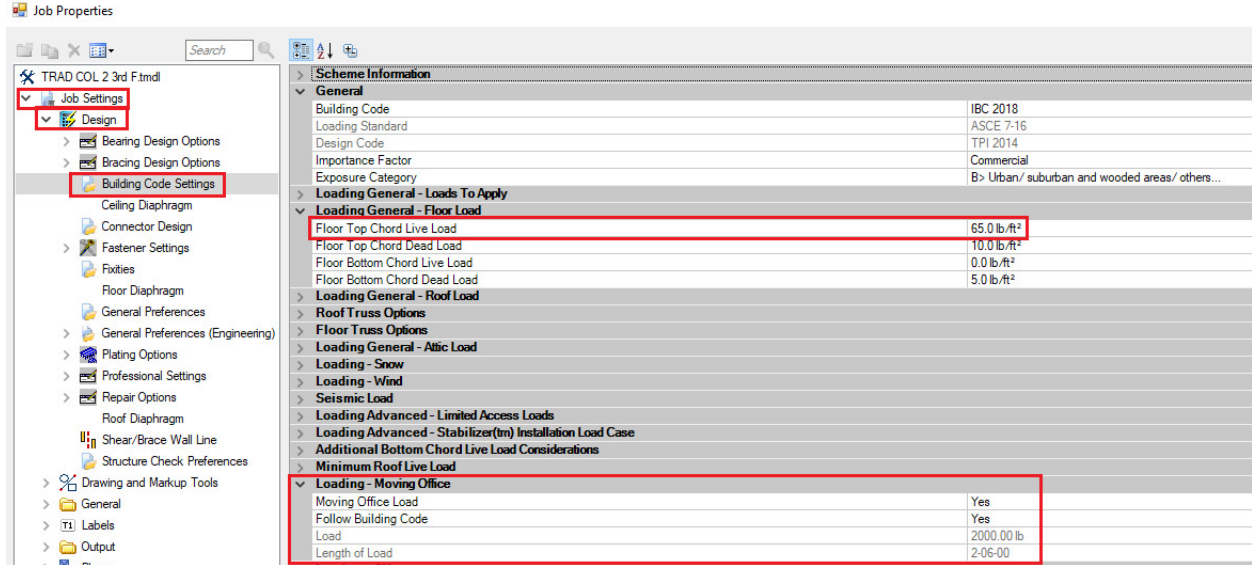 Job Properties
Search
TRAD COL 2 3rd F.tmdl
Job Settings
Design
Bearing Design Options
Bracing Design Options
Building Code Settings
Ceiling Diaphragm
Connector Design
Fastener Settings
Fixities
Floor Diaphragm
General Preferences
General Preferences (Engineering)
Plating Options
Professional Settings
Repair Options
Roof Diaphragm
Shear/Brace Wall Line
Structure Check Preferences
Drawing and Markup Tools
General
T1 Labels
Output
Scheme Information
General
Building Code IBC 2018
Loading Standard ASCE 7-16
Design Code TPI 2014
Importance Factor Commercial
Exposure Category B> Urban/ suburban and wooded areas/ others...
Loading General - Loads To Apply
Loading General - Floor Load
Floor Top Chord Live Load 65.0 lb/ft²
Floor Top Chord Dead Load 10.0 lb/ft²
Floor Bottom Chord Live Load 0.0 lb/ft²
Floor Bottom Chord Dead Load 5.0 lb/ft²
Loading General - Roof Load
Roof Truss Options
Floor Truss Options
Loading General - Attic Load
Loading - Snow
Loading - Wind
Seismic Load
Loading Advanced - Limited Access Loads
Loading Advanced - Stabilizer(tm) Installation Load Case
Additional Bottom Chord Live Load Considerations
Minimum Roof Live Load
Loading - Moving Office
Moving Office Load Yes
Follow Building Code Yes
Load 2000.00 lb
Length of Load 2-06-00